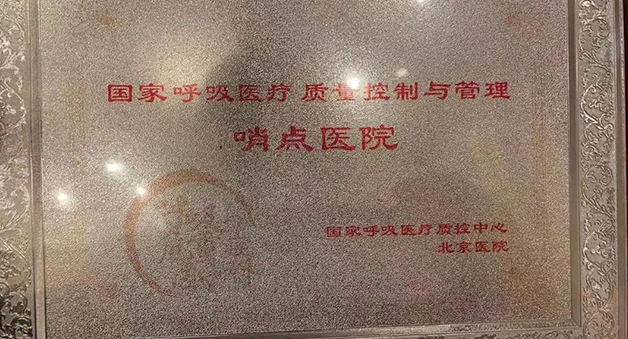 国家呼吸医疗 质量控制与管理
哨点医院
国家呼吸医疗质控中心
北京医院